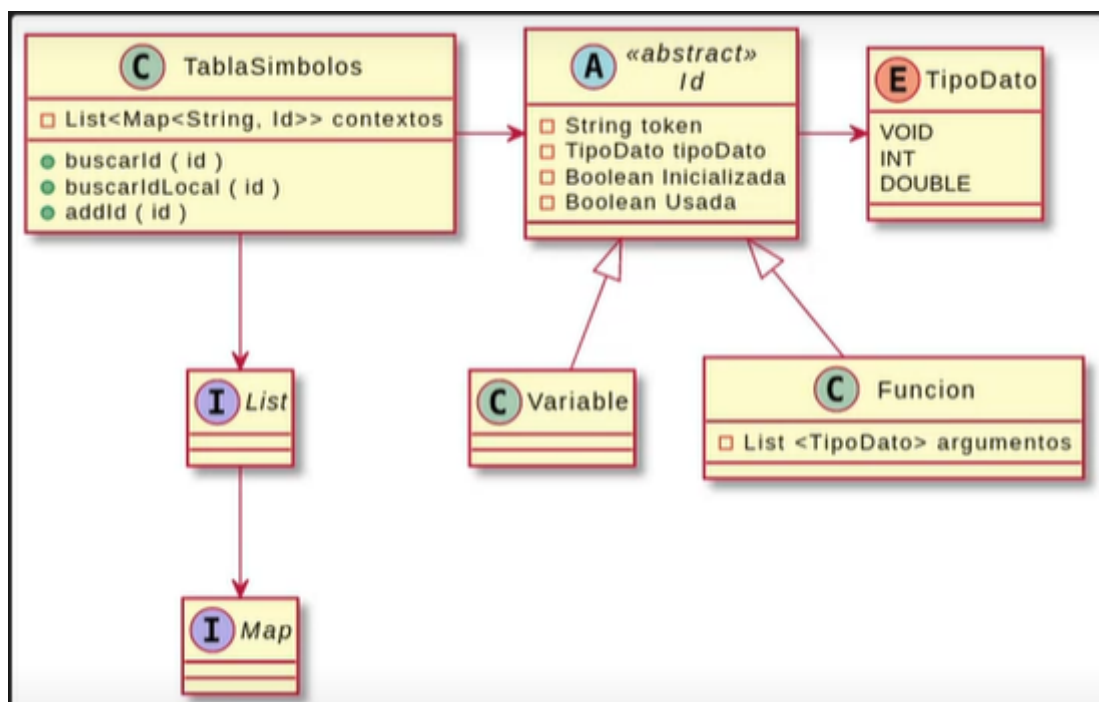 C TablaSimbolos
List<Map<String, Id>> contextos
buscarId ( id )
buscarIdLocal ( id )
addId ( id )
A «abstract»
Id
String token
TipoDato tipoDato
Boolean Inicializada
Boolean Usada
E TipoDato
VOID
INT
DOUBLE
I List
C Variable
C Funcion
List <TipoDato> argumentos
I Map